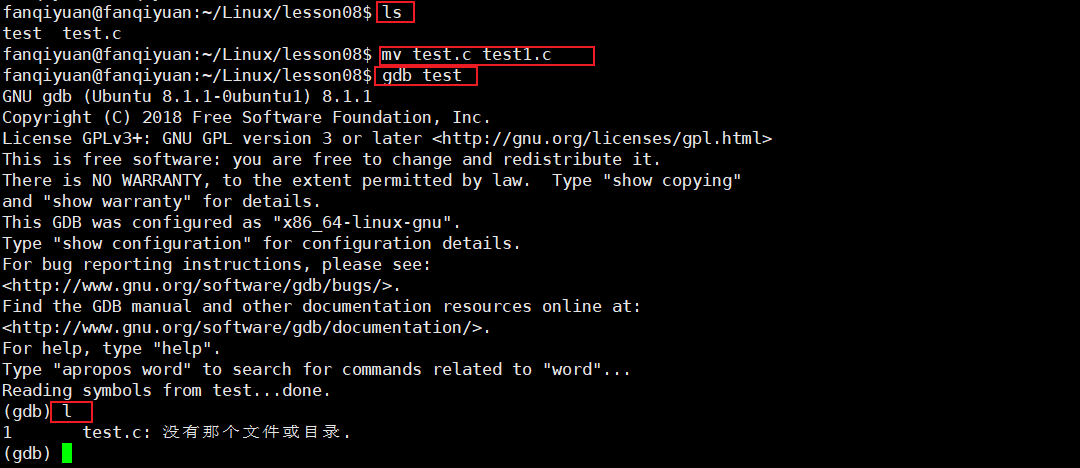 fanqiyuan@fanqiyuan:~/Linux/lesson08$ ls
test  test.c
fanqiyuan@fanqiyuan:~/Linux/lesson08$ mv test.c test1.c
fanqiyuan@fanqiyuan:~/Linux/lesson08$ gdb test
GNU gdb (Ubuntu 8.1.1-0ubuntu1) 8.1.1
Copyright (C) 2018 Free Software Foundation, Inc.
License GPLv3+: GNU GPL version 3 or later <http://gnu.org/licenses/gpl.html>
This is free software: you are free to change and redistribute it.
There is NO WARRANTY, to the extent permitted by law.  Type "show copying"
and "show warranty" for details.
This GDB was configured as "x86_64-linux-gnu".
Type "show configuration" for configuration details.
For bug reporting instructions, please see:
<http://www.gnu.org/software/gdb/bugs/>.
Find the GDB manual and other documentation resources online at:
<http://www.gnu.org/software/gdb/documentation/>.
For help, type "help".
Type "apropos word" to search for commands related to "word"...
Reading symbols from test...done.
(gdb) l
1       test.c: 没有那个文件或目录.
(gdb)